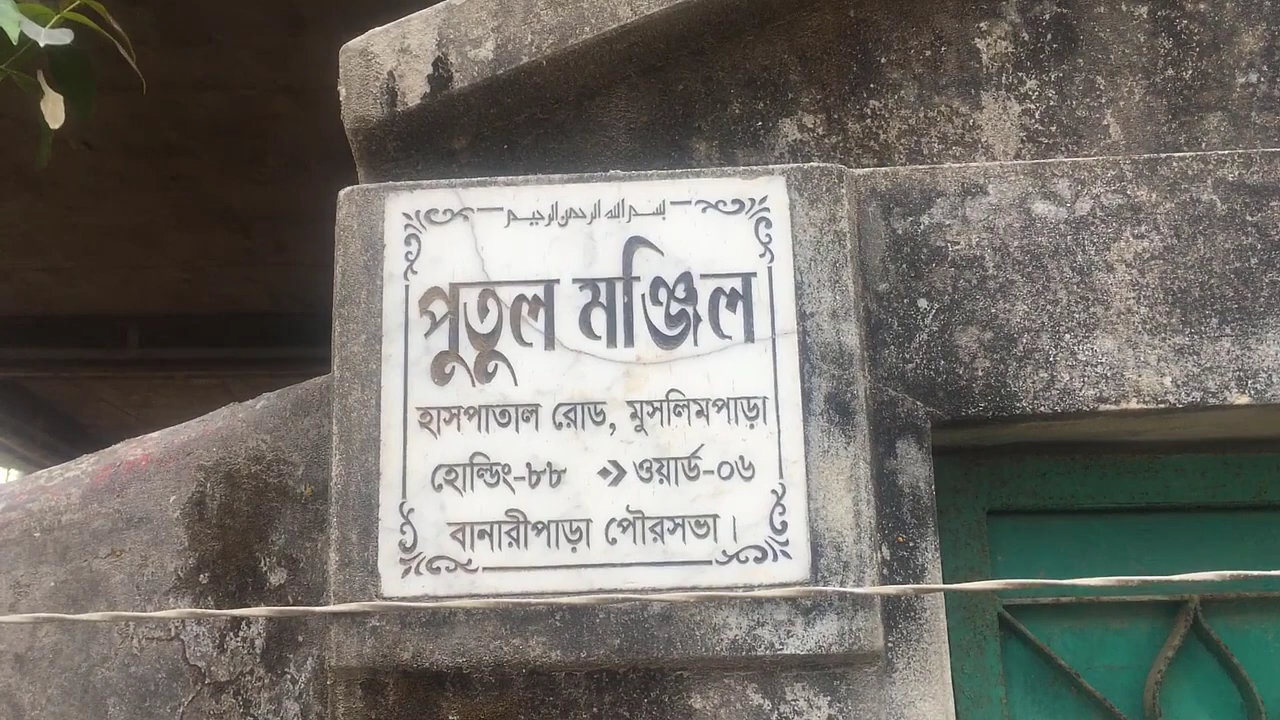 بسم الله الرحمن الرحيم
পুতুল মঞ্জিল
হাসপাতাল রোড, মুসলিমপাড়া
হোল্ডিং-৮৮ ➔ ওয়ার্ড-০৬
বানারীপাড়া পৌরসভা।